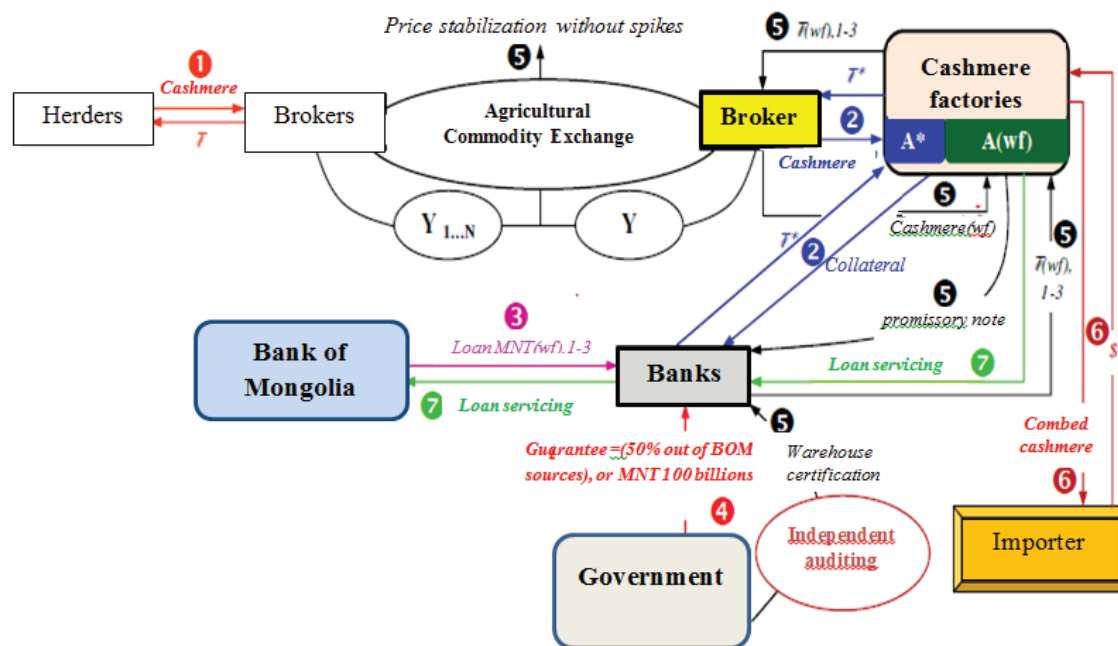 Price stabilization without spikes
5
5 ₮(wf),1-3
1
Cashmere
₮
Herders
Brokers
Agricultural
Commodity Exchange
Broker
₮*
2
Cashmere
Cashmere
factories
A*
A(wf)
Y 1...N
Y
5
Cashmere(wf)
₮*
2
Collateral
5
₮(wf),
1-3
5
promissory note
6
$
3
Loan MNT(wf),1-3
Bank of
Mongolia
Banks
Loan servicing 7
7 Loan servicing
5
Guarantee =(50% out of BOM
sources), or MNT 100 billions
Warehouse
certification
Combed
cashmere
6
4
Government
Independent
auditing
Importer